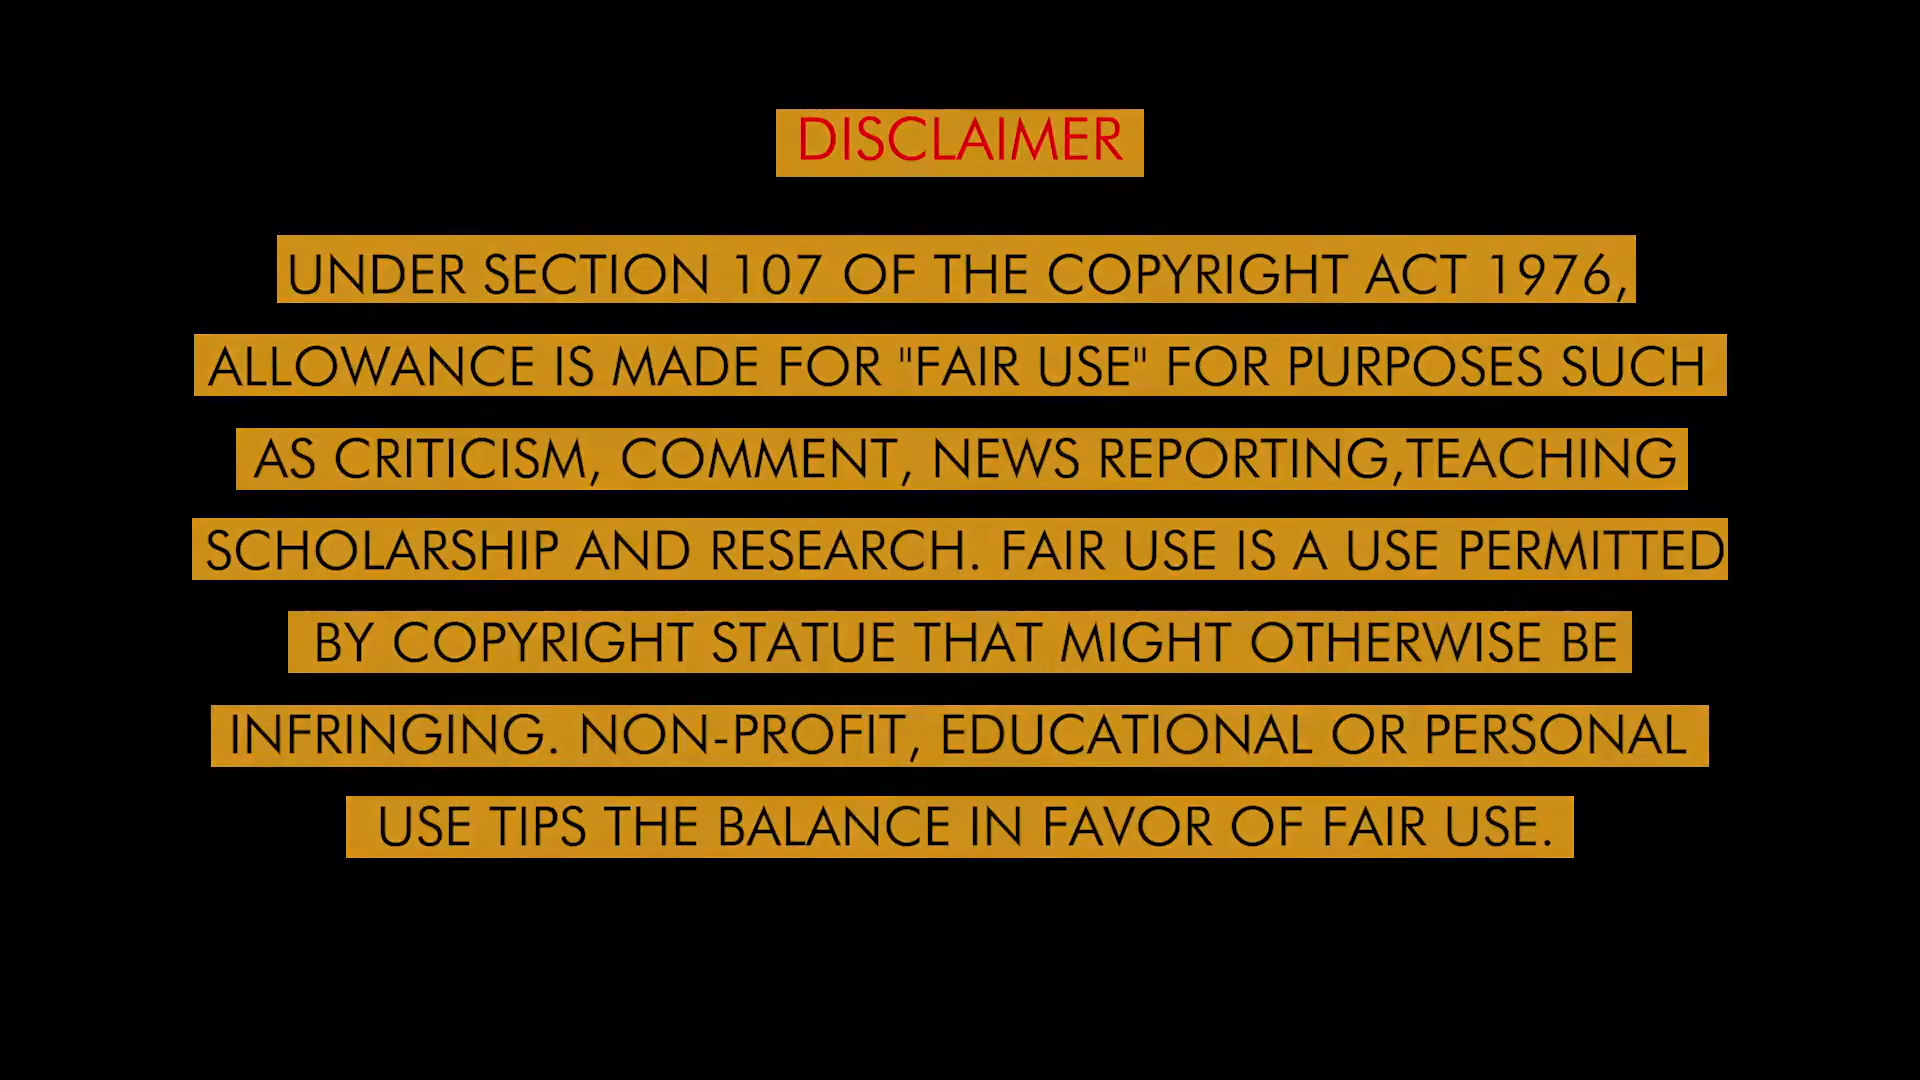 DISCLAIMER
UNDER SECTION 107 OF THE COPYRIGHT ACT 1976,
ALLOWANCE IS MADE FOR "FAIR USE" FOR PURPOSES SUCH
AS CRITICISM, COMMENT, NEWS REPORTING,TEACHING
SCHOLARSHIP AND RESEARCH. FAIR USE IS A USE PERMITTED
BY COPYRIGHT STATUE THAT MIGHT OTHERWISE BE
INFRINGING. NON-PROFIT, EDUCATIONAL OR PERSONAL
USE TIPS THE BALANCE IN FAVOR OF FAIR USE.